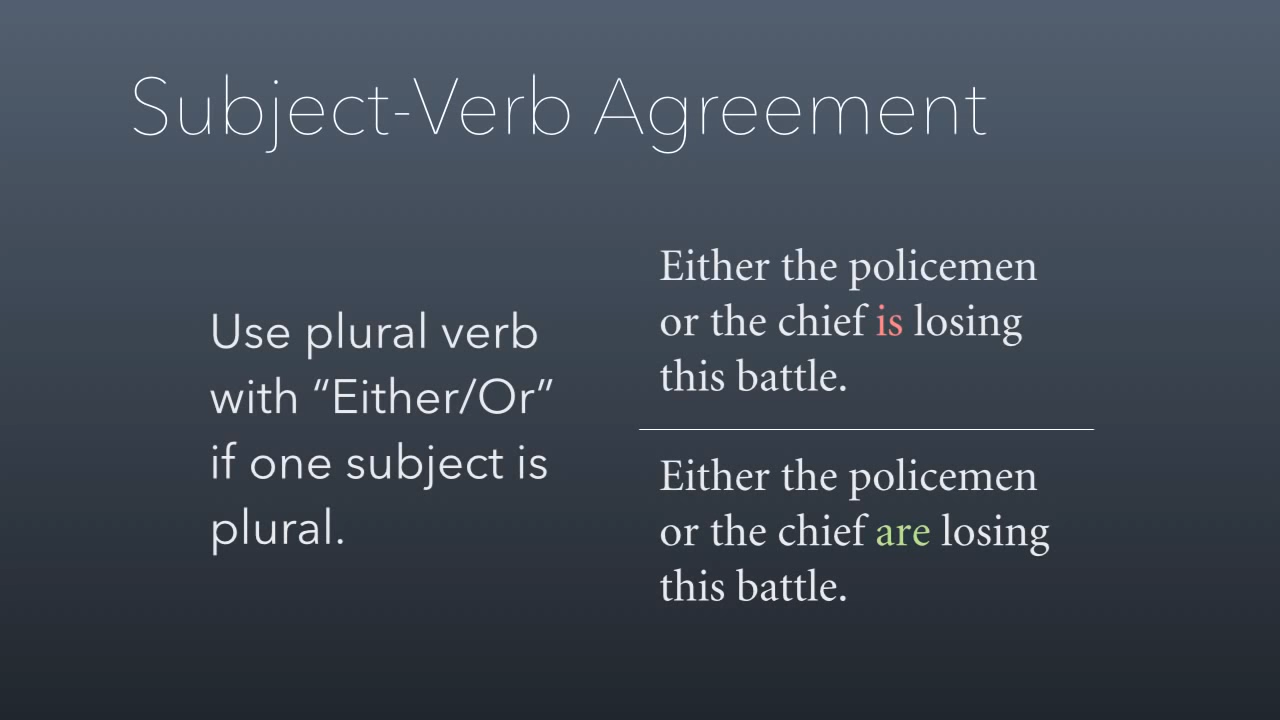 Subject-Verb Agreement
Use plural verb
with “Either/Or”
if one subject is
plural.
Either the policemen
or the chief is losing
this battle.
Either the policemen
or the chief are losing
this battle.